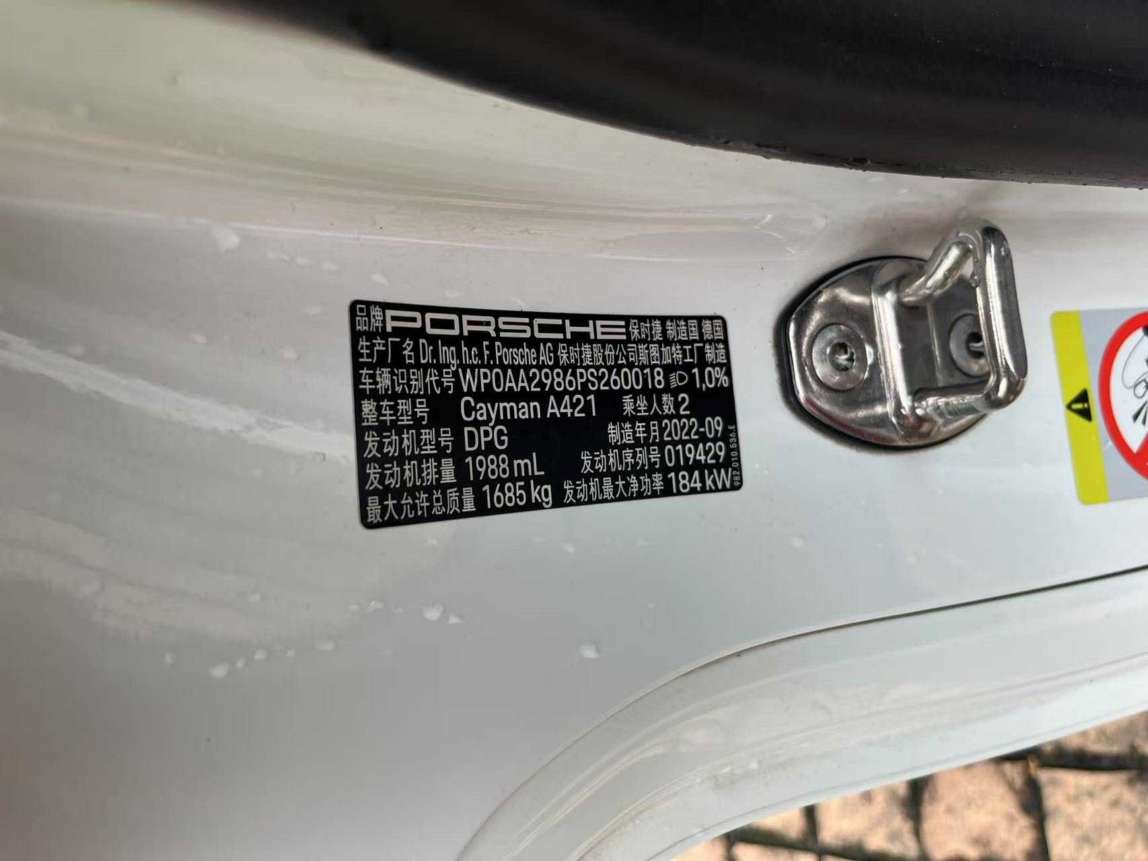 品牌 PORSCHE 保时捷 制造国 德国
生产厂名 Dr. Ing. h.c. F. Porsche AG 保时捷股份公司斯图加特工厂制造
车辆识别代号 WP0AA2986PS260018 1,0%
整车型号 Cayman A421 乘坐人数 2
发动机型号 DPG 制造年月 2022-09
发动机排量 1988 mL 发动机序列号 019429
最大允许总质量 1685 kg 发动机最大净功率 184 kW
982.010.536.E